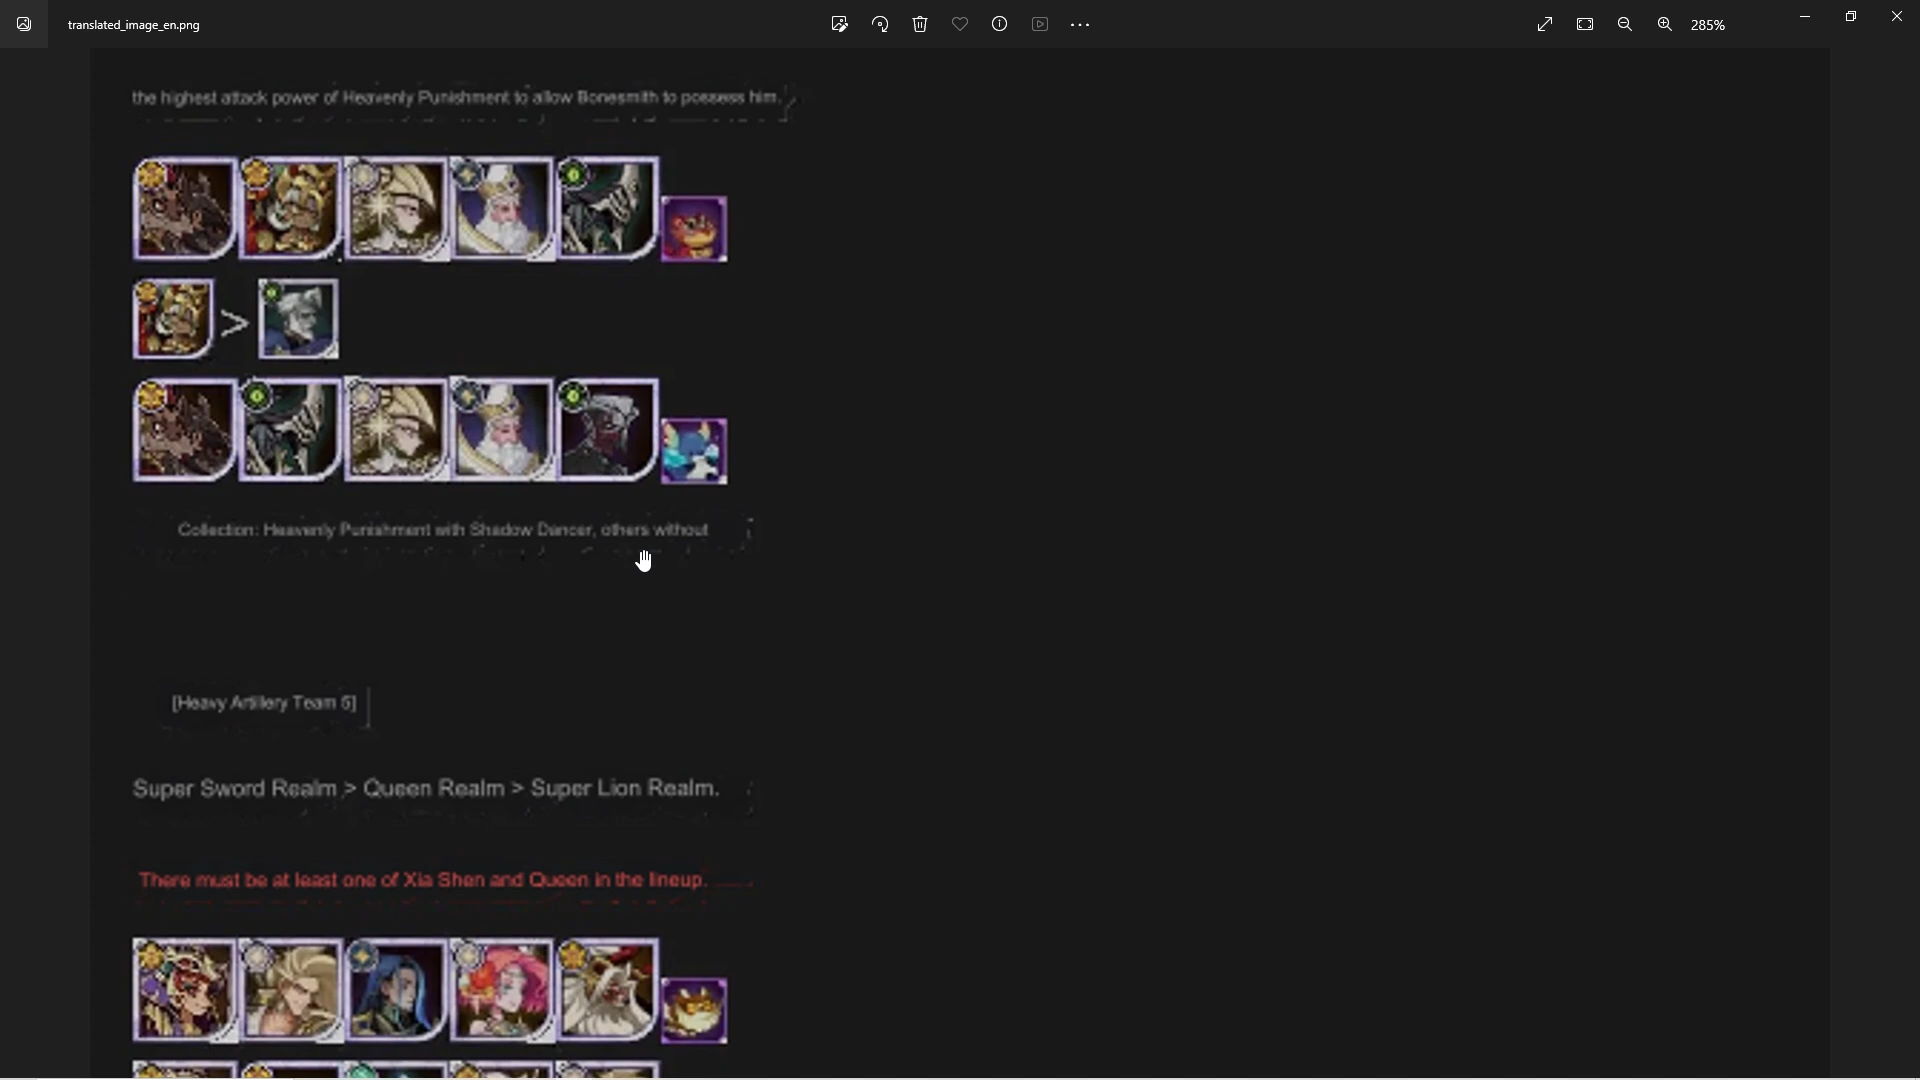 translated_image_en.png
285%
the highest attack power of Heavenly Punishment to allow Bonesmith to possess him.
>
Collection: Heavenly Punishment with Shadow Dancer, others without
[Heavy Artillery Team 5]
Super Sword Realm > Queen Realm > Super Lion Realm.
There must be at least one of Xia Shen and Queen in the lineup.